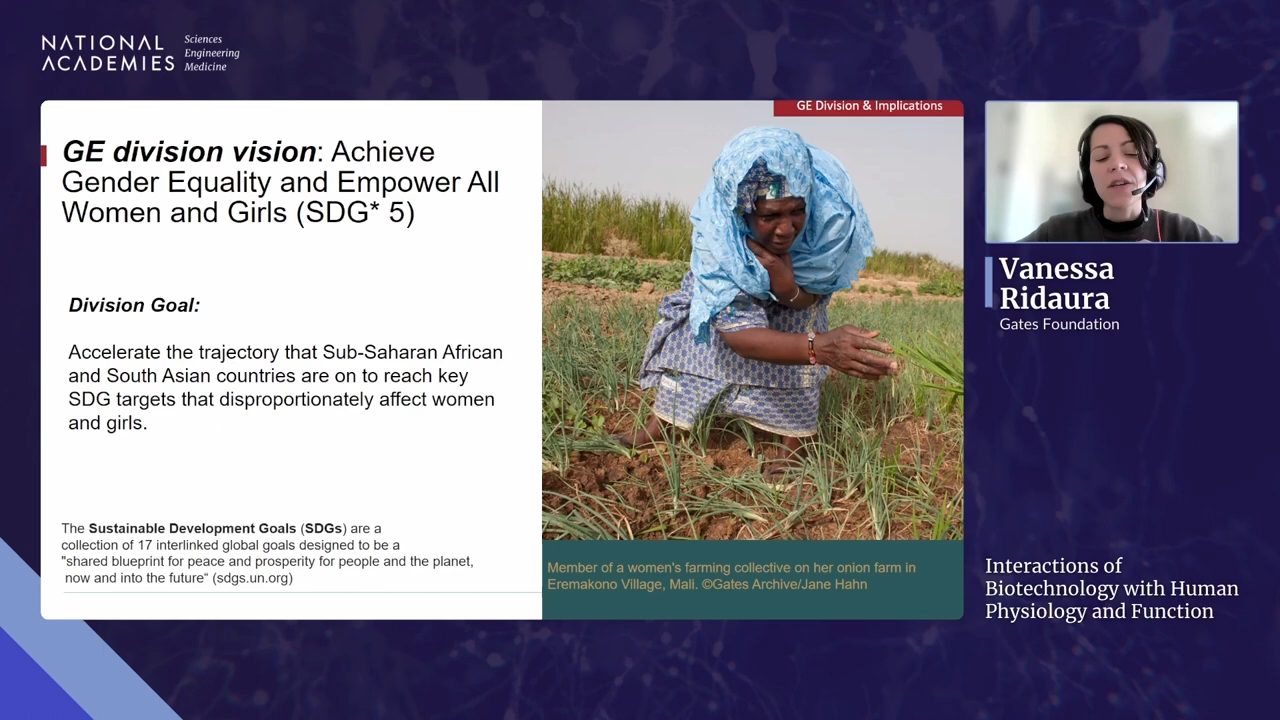 NATIONAL
ACADEMIES
Sciences
Engineering
Medicine
GE Division & Implications
GE division vision: Achieve
Gender Equality and Empower All
Women and Girls (SDG* 5)
Division Goal:
Accelerate the trajectory that Sub-Saharan African
and South Asian countries are on to reach key
SDG targets that disproportionately affect women
and girls.
The Sustainable Development Goals (SDGs) are a
collection of 17 interlinked global goals designed to be a
"shared blueprint for peace and prosperity for people and the planet,
now and into the future" (sdgs.un.org)
Member of a women's farming collective on her onion farm in
Eremakono Village, Mali. ©Gates Archive/Jane Hahn
Vanessa
Ridaura
Gates Foundation
Interactions of
Biotechnology with Human
Physiology and Function